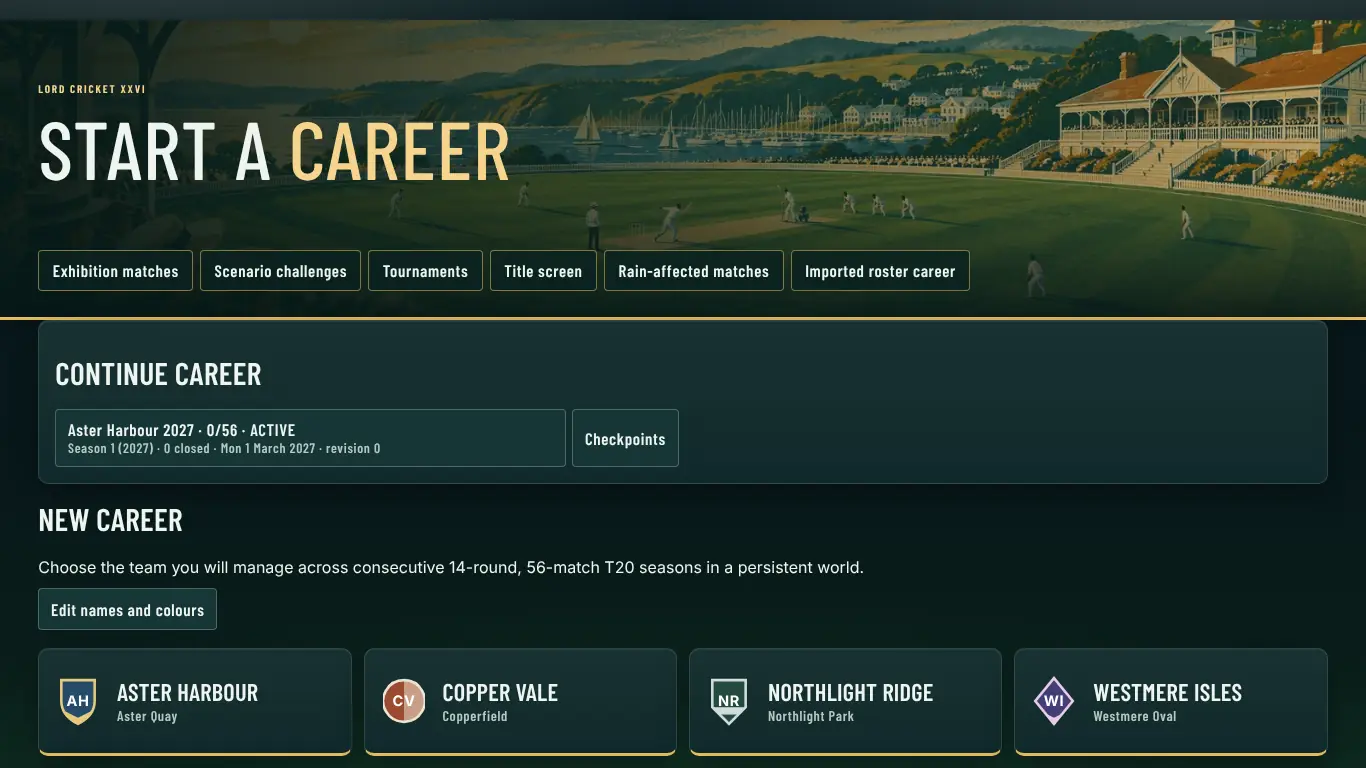 LORD CRICKET XXVI
START A CAREER
Exhibition matches
Scenario challenges
Tournaments
Title screen
Rain-affected matches
Imported roster career
CONTINUE CAREER
Aster Harbour 2027 · 0/56 · ACTIVE
Season 1 (2027) · 0 closed · Mon 1 March 2027 · revision 0
Checkpoints
NEW CAREER
Choose the team you will manage across consecutive 14-round, 56-match T20 seasons in a persistent world.
Edit names and colours
AH
ASTER HARBOUR
Aster Quay
CV
COPPER VALE
Copperfield
NR
NORTHLIGHT RIDGE
Northlight Park
WI
WESTMERE ISLES
Westmere Oval